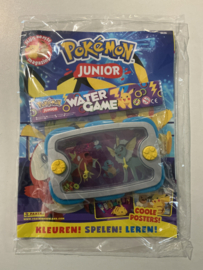 POKÉMON
JUNIOR
WATER
GAME
COOLE
POSTERS!
KLEUREN! SPELEN! LEREN!